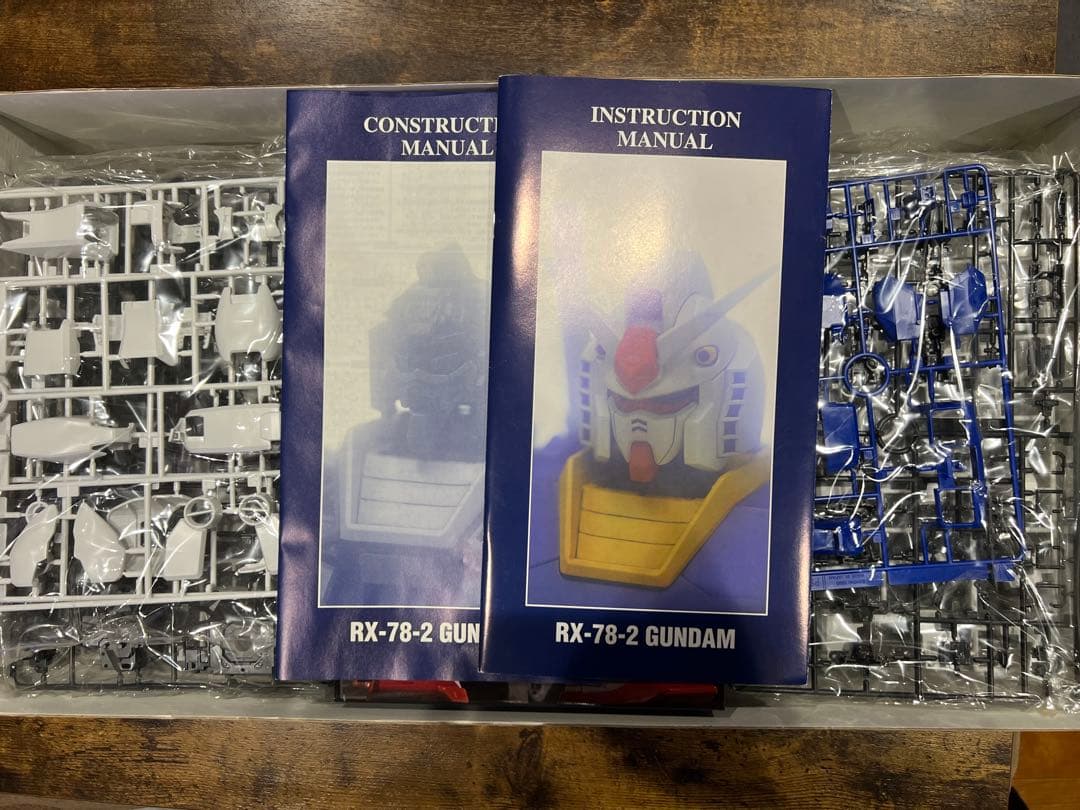 CONSTRUCTI
MANUAL
RX-78-2 GUN
INSTRUCTION
MANUAL
RX-78-2 GUNDAM